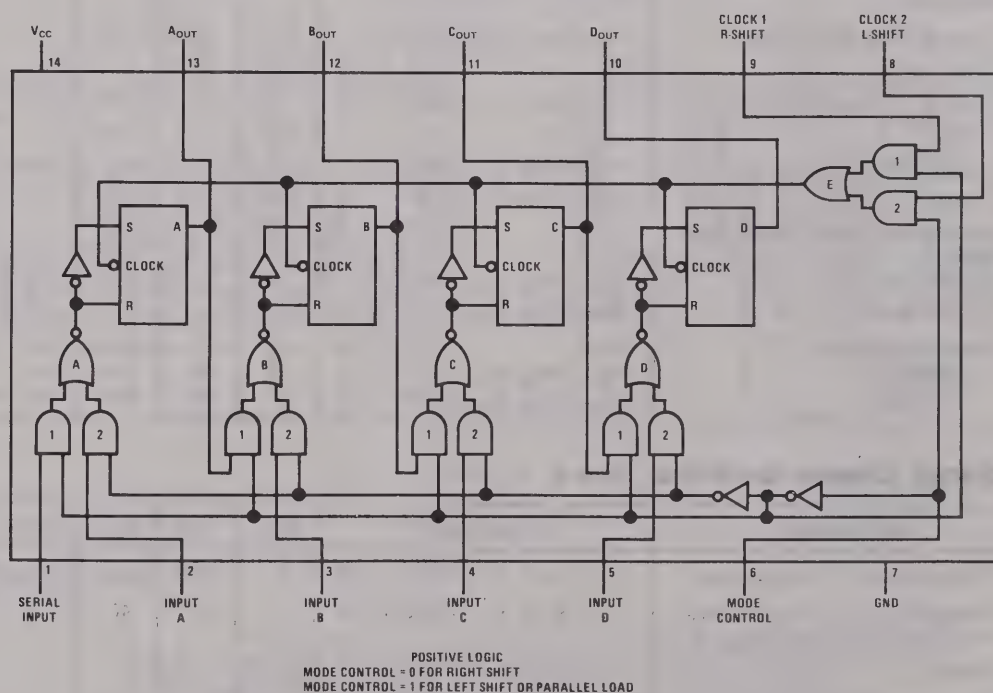 CLOCK 1 CLOCK 2
VCC AOUT BOUT COUT DOUT R-SHIFT L-SHIFT
14 13 12 11 10 9 8
1
E
2
S A S B S C S D
CLOCK CLOCK CLOCK CLOCK
R R R R
A B C D
1 2 1 2 1 2 1 2
1 2 3 4 5 6 7
SERIAL INPUT INPUT INPUT INPUT MODE GND
INPUT A B C D CONTROL
POSITIVE LOGIC
MODE CONTROL = 0 FOR RIGHT SHIFT
MODE CONTROL = 1 FOR LEFT SHIFT OR PARALLEL LOAD